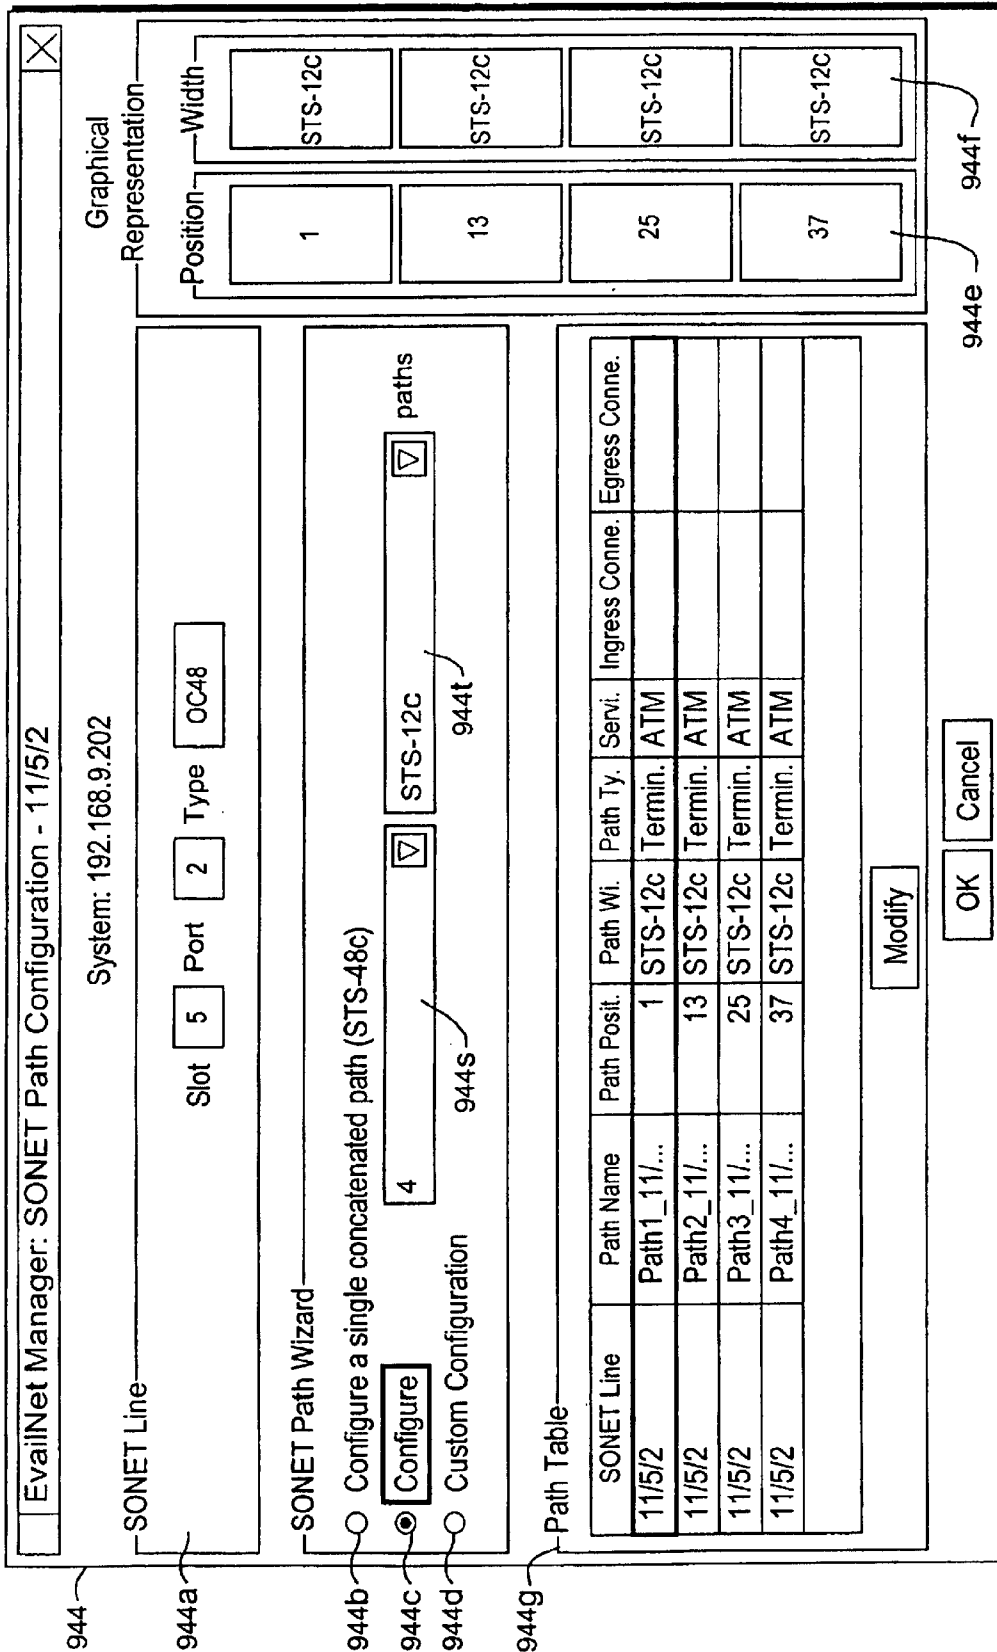 EvailNet Manager: SONET Path Configuration - 11/5/2
System: 192.168.9.202
SONET Line
Slot 5 Port 2 Type OC48
SONET Path Wizard
Configure a single concatenated path (STS-48c)
Configure 4 STS-12c paths
Custom Configuration
Path Table
SONET Line Path Name Path Posit. Path Wi. Path Ty. Servi. Ingress Conne. Egress Conne.
11/5/2 Path1_11/... 1 STS-12c Termin. ATM
11/5/2 Path2_11/... 13 STS-12c Termin. ATM
11/5/2 Path3_11/... 25 STS-12c Termin. ATM
11/5/2 Path4_11/... 37 STS-12c Termin. ATM
Modify
OK Cancel
Graphical
Representation
Position Width
1 STS-12C
13 STS-12C
25 STS-12C
37 STS-12C
944
944a
944b
944c
944d
944g
944s
944t
944e
944f